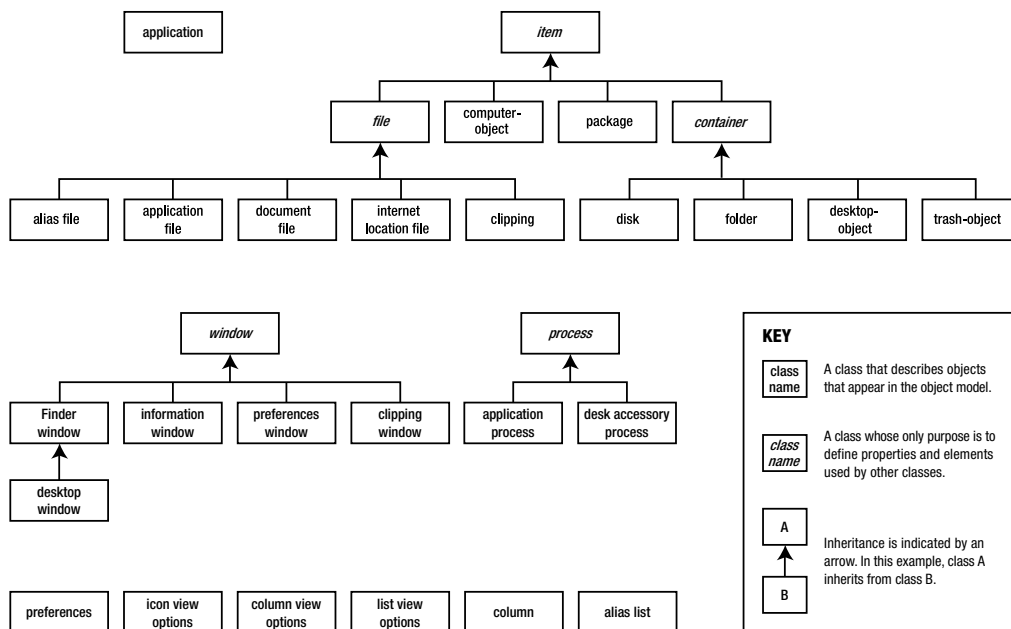 application
item
file
computer-
object
package
container
alias file
application
file
document
file
internet
location file
clipping
disk
folder
desktop-
object
trash-object
window
process
Finder
window
information
window
preferences
window
clipping
window
application
process
desk accessory
process
desktop
window
preferences
icon view
options
column view
options
list view
options
column
alias list
KEY
class
name
A class that describes objects
that appear in the object model.
class
name
A class whose only purpose is to
define properties and elements
used by other classes.
A
B
Inheritance is indicated by an
arrow. In this example, class A
inherits from class B.